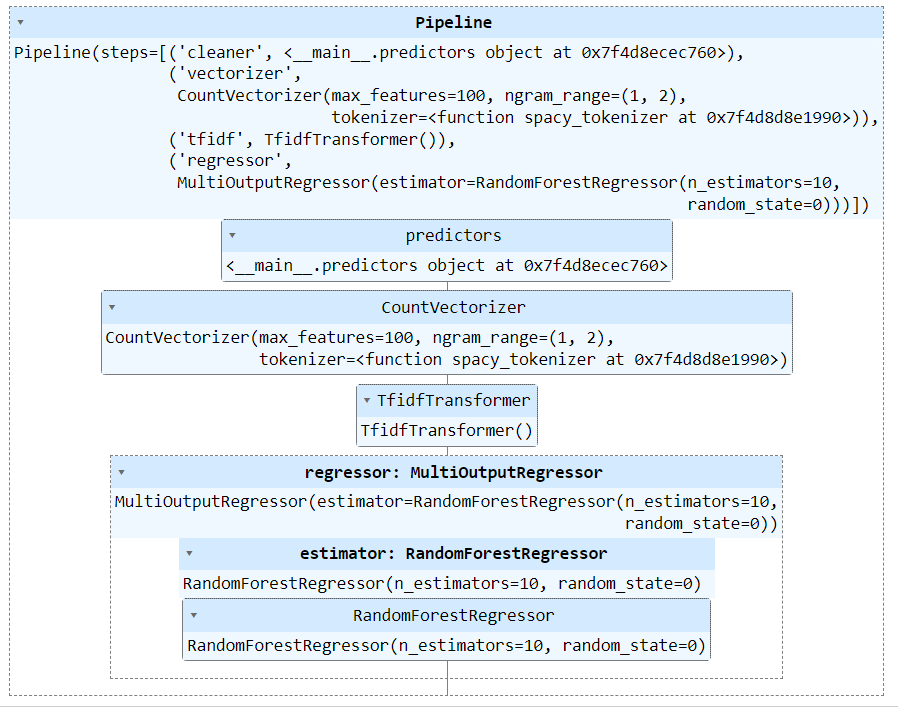 Pipeline
Pipeline(steps=[('cleaner', <__main__.predictors object at 0x7f4d8ecec760>),
('vectorizer',
CountVectorizer(max_features=100, ngram_range=(1, 2),
tokenizer=<function spacy_tokenizer at 0x7f4d8d8e1990>)),
('tfidf', TfidfTransformer()),
('regressor',
MultiOutputRegressor(estimator=RandomForestRegressor(n_estimators=10,
random_state=0)))])
predictors
<__main__.predictors object at 0x7f4d8ecec760>
CountVectorizer
CountVectorizer(max_features=100, ngram_range=(1, 2),
tokenizer=<function spacy_tokenizer at 0x7f4d8d8e1990>)
TfidfTransformer
TfidfTransformer()
regressor: MultiOutputRegressor
MultiOutputRegressor(estimator=RandomForestRegressor(n_estimators=10,
random_state=0))
estimator: RandomForestRegressor
RandomForestRegressor(n_estimators=10, random_state=0)
RandomForestRegressor
RandomForestRegressor(n_estimators=10, random_state=0)